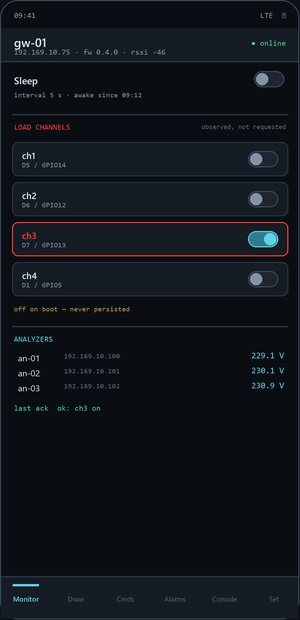 09:41 LTE
gw-01 • online
192.169.10.75 · fw 0.4.0 · rssi -46
Sleep
interval 5 s · awake since 09:12
LOAD CHANNELS observed, not requested
ch1
D5 / GPIO14
ch2
D6 / GPIO12
ch3
D7 / GPIO13
ch4
D1 / GPIO5
off on boot — never persisted
ANALYZERS
an-01 192.169.10.100 229.1 V
an-02 192.169.10.101 230.1 V
an-03 192.169.10.102 230.9 V
last ack ok: ch3 on
Monitor Draw Cmds Alarms Console Set